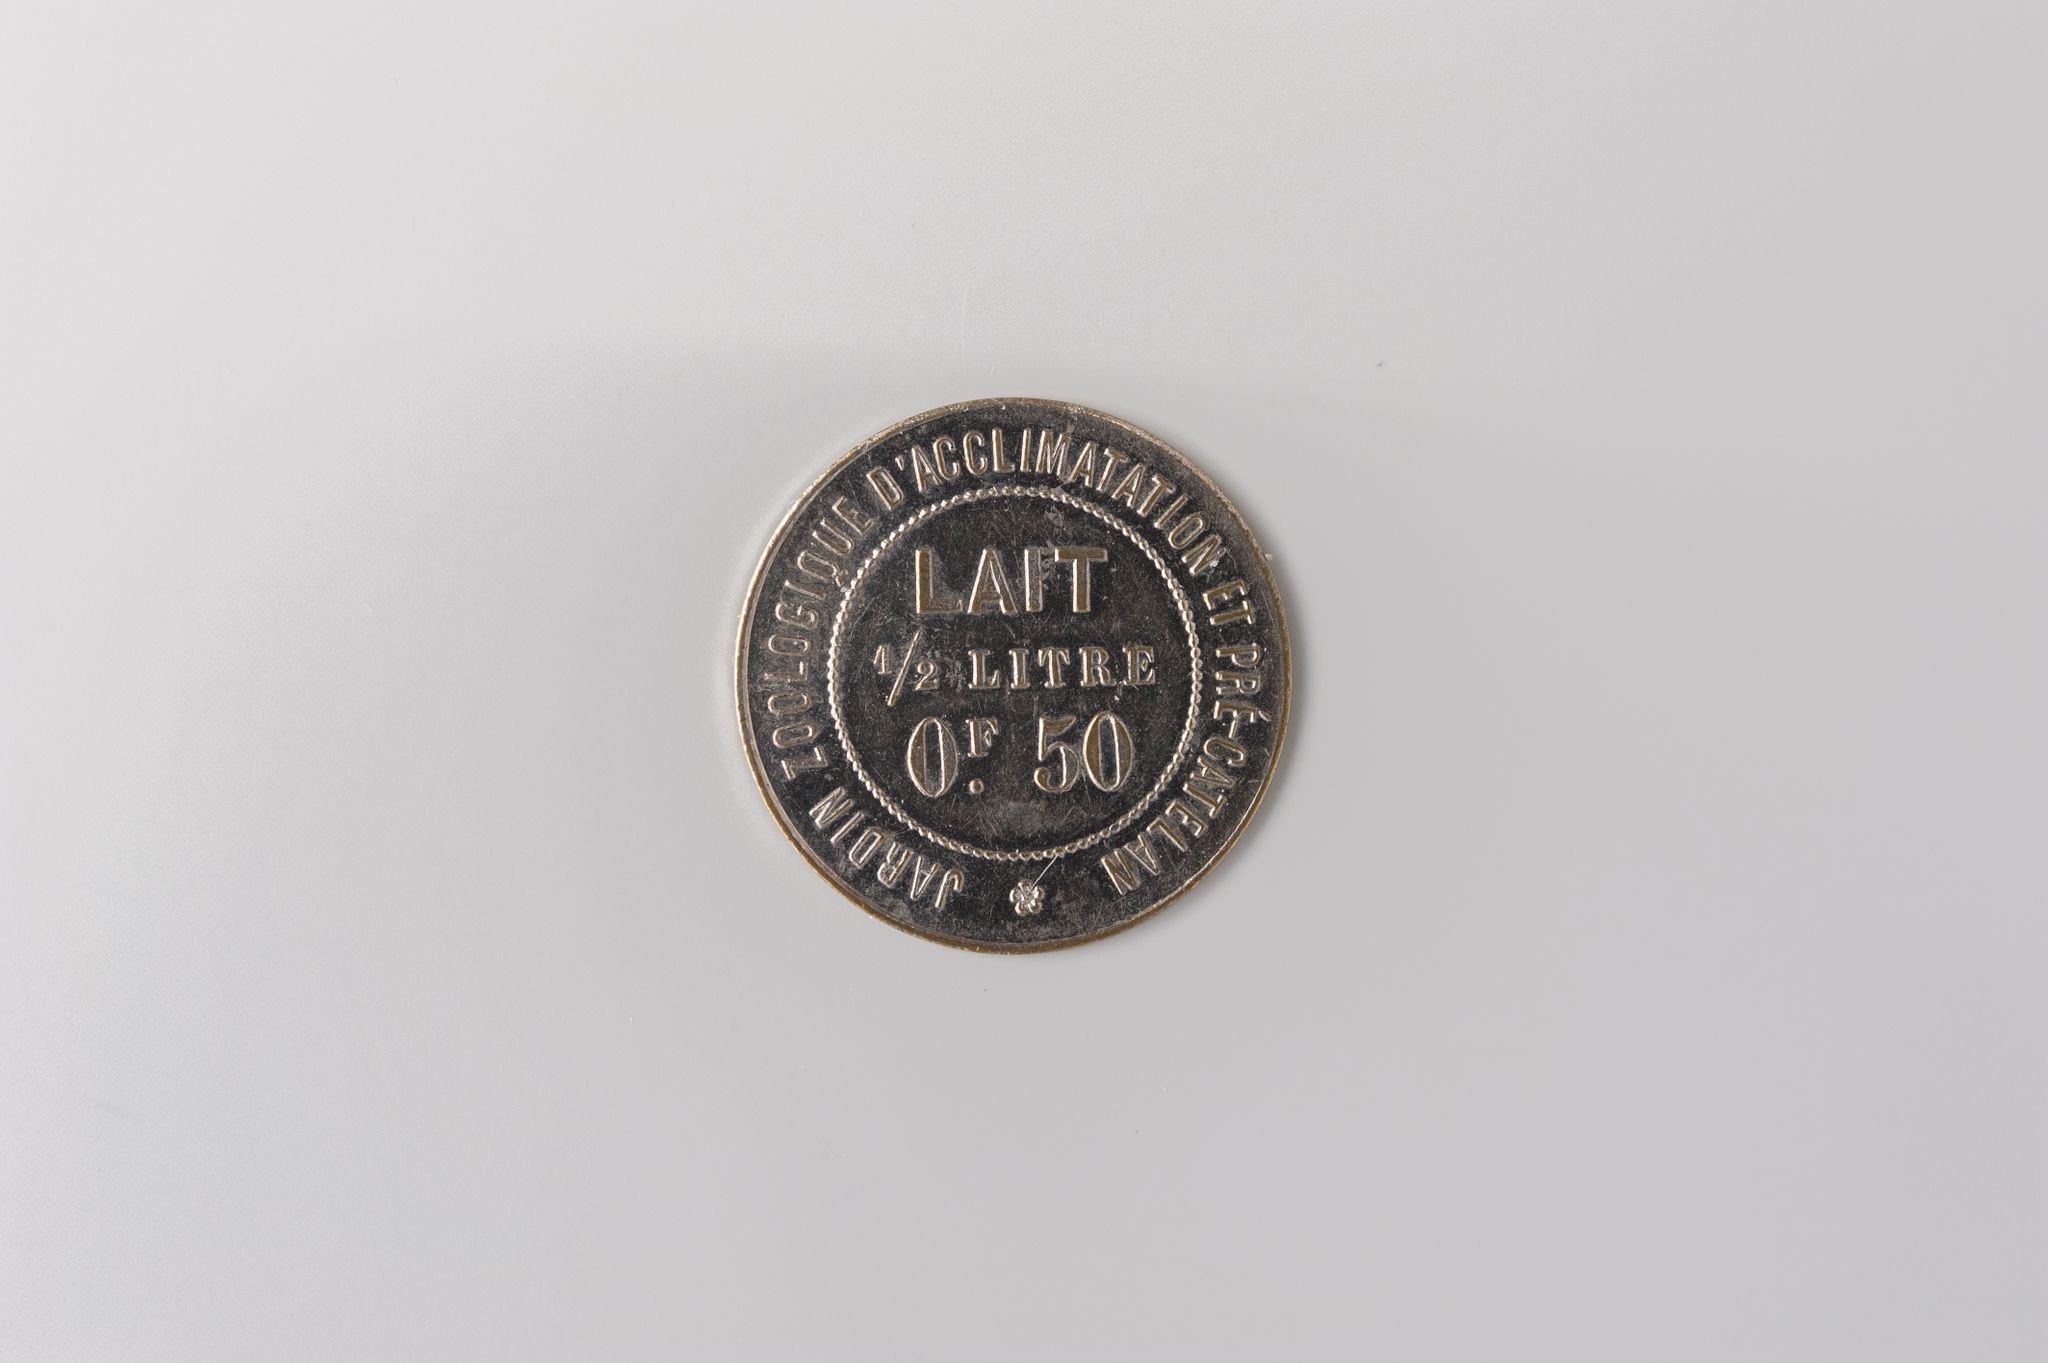 JARDIN ZOOLOGIQUE D'ACCLIMATATION ET PRÉ-CATELAN
LAIT
1/2 LITRE
0F. 50